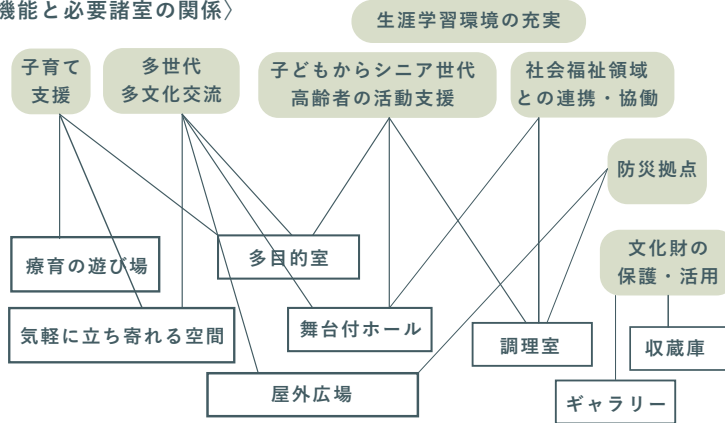 機能と必要諸室の関係〉
生涯学習環境の充実
子育て
支援
多世代
多文化交流
子どもからシニア世代
高齢者の活動支援
社会福祉領域
との連携・協働
防災拠点
文化財の
保護・活用
療育の遊び場
多目的室
気軽に立ち寄れる空間
舞台付ホール
調理室
収蔵庫
屋外広場
ギャラリー